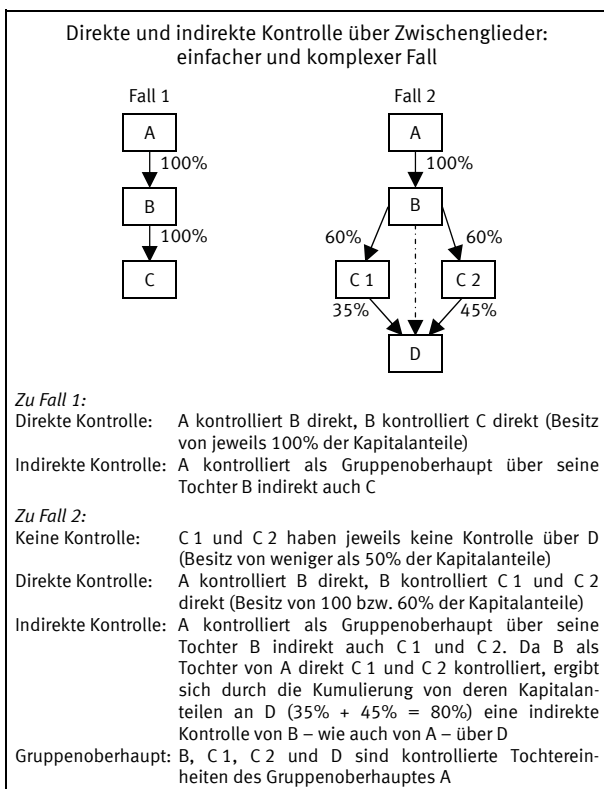 Direkte und indirekte Kontrolle über Zwischenglieder:
einfacher und komplexer Fall
Fall 1
A
100%
B
100%
C
Fall 2
A
100%
B
60%
60%
C 1
C 2
35%
45%
D
Zu Fall 1:
Direkte Kontrolle: A kontrolliert B direkt, B kontrolliert C direkt (Besitz
von jeweils 100% der Kapitalanteile)
Indirekte Kontrolle: A kontrolliert als Gruppenoberhaupt über seine
Tochter B indirekt auch C
Zu Fall 2:
Keine Kontrolle: C 1 und C 2 haben jeweils keine Kontrolle über D
(Besitz von weniger als 50% der Kapitalanteile)
Direkte Kontrolle: A kontrolliert B direkt, B kontrolliert C 1 und C 2
direkt (Besitz von 100 bzw. 60% der Kapitalanteile)
Indirekte Kontrolle: A kontrolliert als Gruppenoberhaupt über seine
Tochter B indirekt auch C 1 und C 2. Da B als
Tochter von A direkt C 1 und C 2 kontrolliert, ergibt
sich durch die Kumulierung von deren Kapitalan-
teilen an D (35% + 45% = 80%) eine indirekte
Kontrolle von B – wie auch von A – über D
Gruppenoberhaupt: B, C 1, C 2 und D sind kontrollierte Tochterein-
heiten des Gruppenoberhauptes A